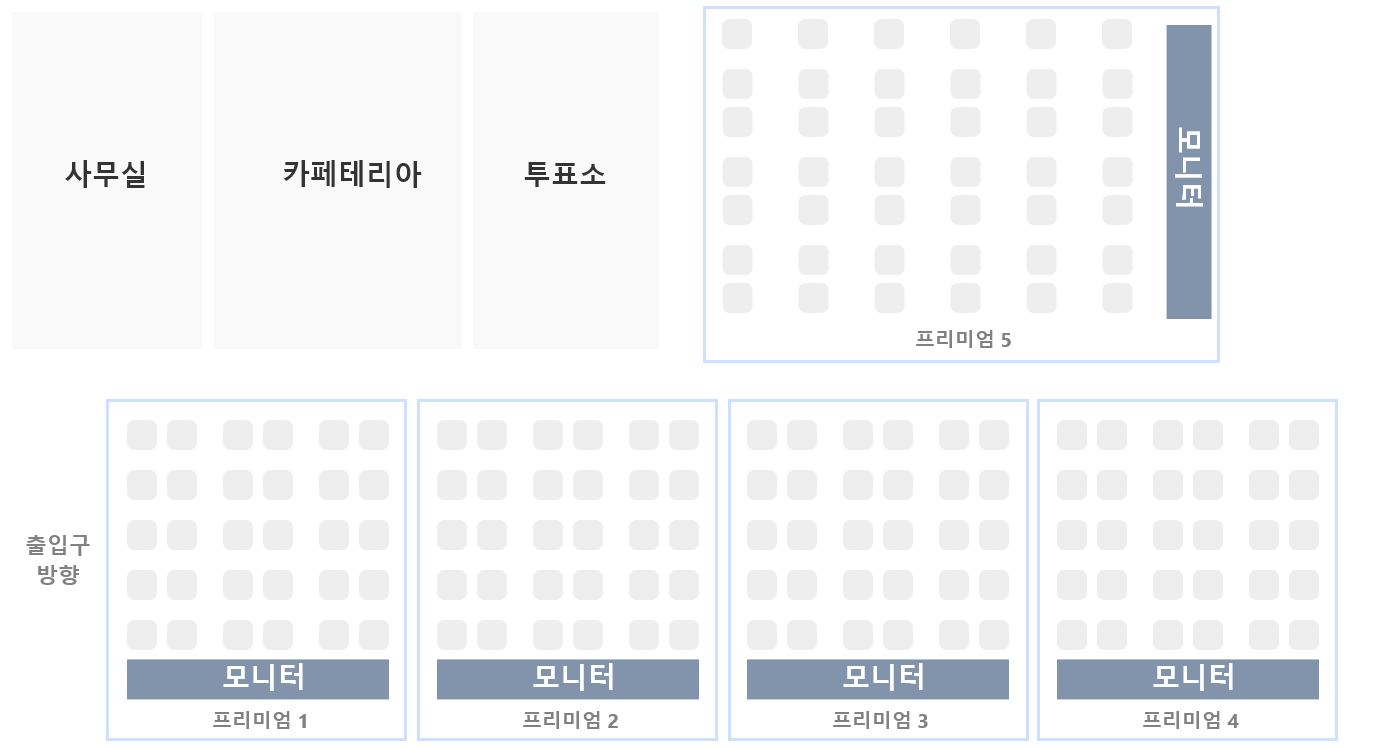 사무실
카페테리아
투표소
모니터
프리미엄 5
출입구
방향
모니터
프리미엄 1
모니터
프리미엄 2
모니터
프리미엄 3
모니터
프리미엄 4